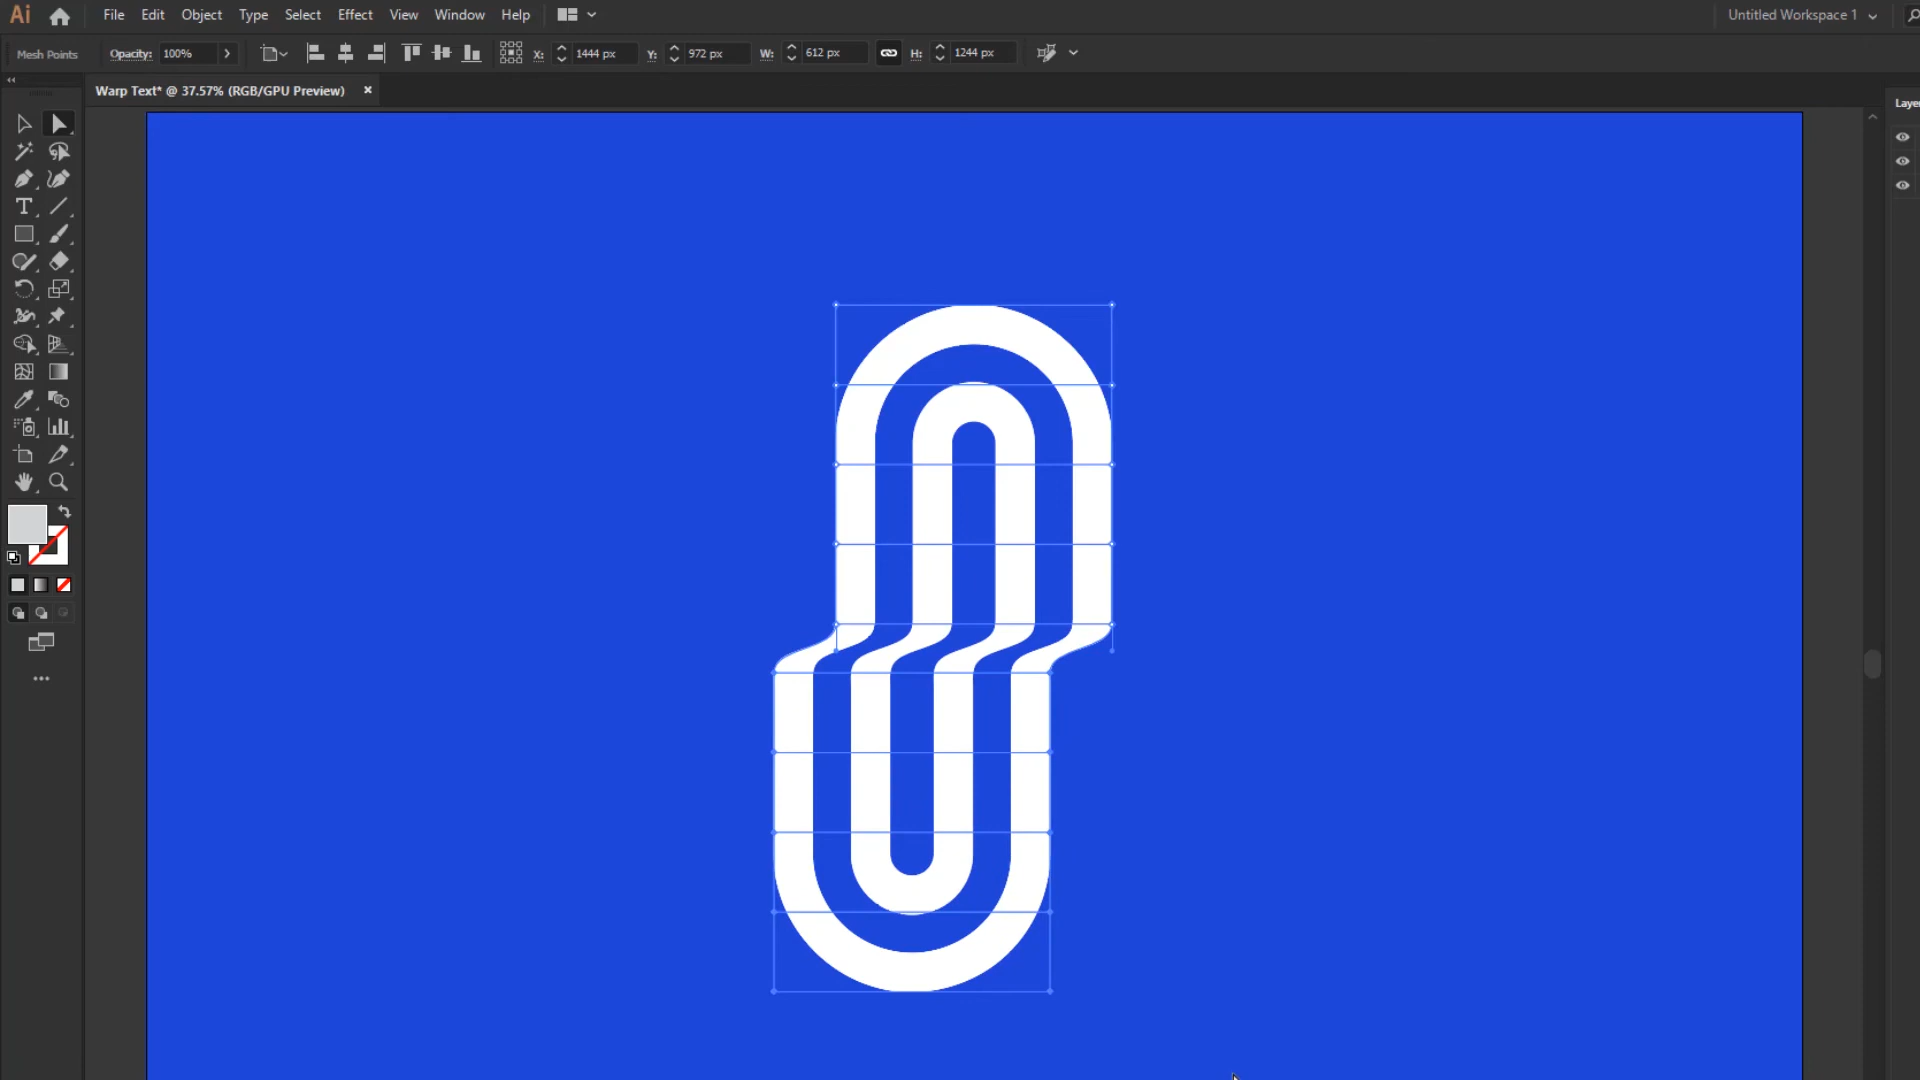 Ai File Edit Object Type Select Effect View Window Help Untitled Workspace 1
Mesh Points Opacity: 100% X: 1444 px Y: 972 px W: 612 px H: 1244 px
Warp Text* @ 37.57% (RGB/GPU Preview) ×
Laye